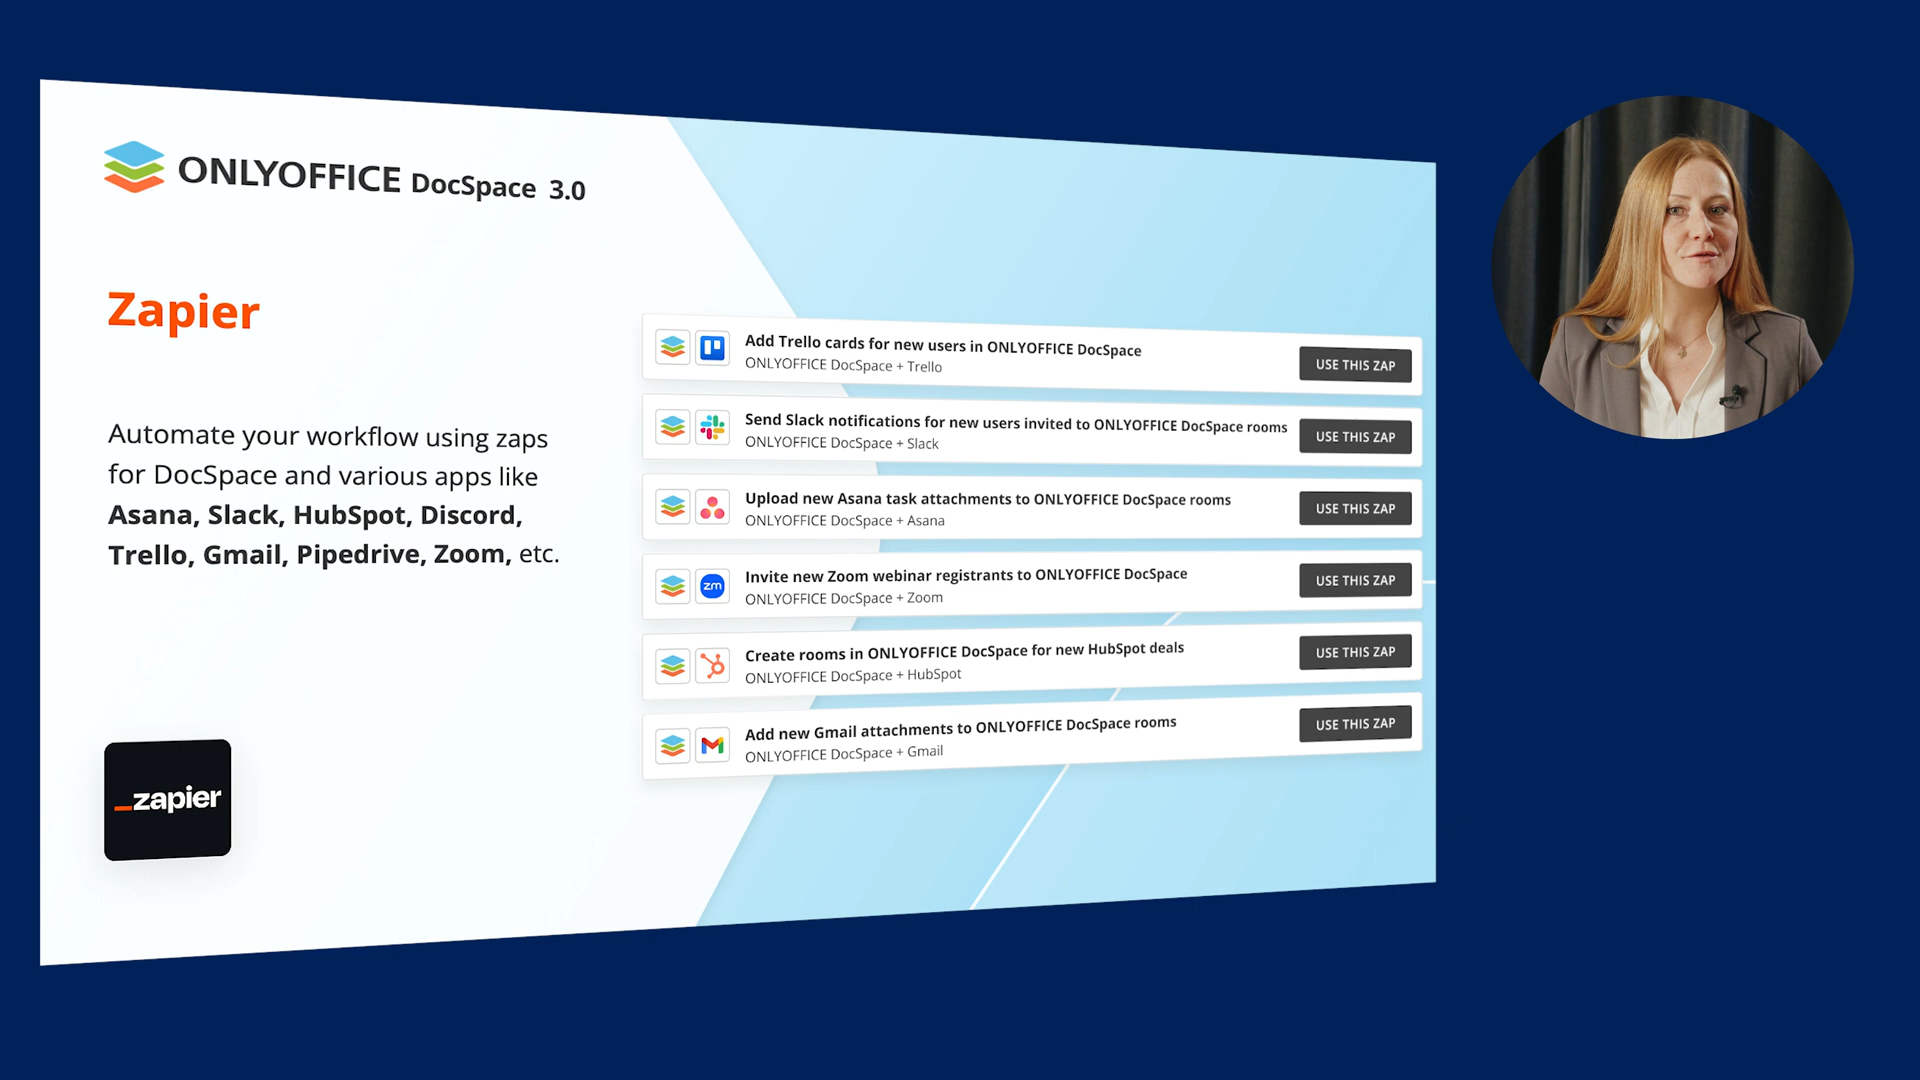 ONLYOFFICE DocSpace 3.0
Zapier
Automate your workflow using zaps
for DocSpace and various apps like
Asana, Slack, HubSpot, Discord,
Trello, Gmail, Pipedrive, Zoom, etc.
_zapier
Add Trello cards for new users in ONLYOFFICE DocSpace
ONLYOFFICE DocSpace + Trello
USE THIS ZAP
Send Slack notifications for new users invited to ONLYOFFICE DocSpace rooms
ONLYOFFICE DocSpace + Slack
USE THIS ZAP
Upload new Asana task attachments to ONLYOFFICE DocSpace rooms
ONLYOFFICE DocSpace + Asana
USE THIS ZAP
zm
Invite new Zoom webinar registrants to ONLYOFFICE DocSpace
ONLYOFFICE DocSpace + Zoom
USE THIS ZAP
Create rooms in ONLYOFFICE DocSpace for new HubSpot deals
ONLYOFFICE DocSpace + HubSpot
USE THIS ZAP
Add new Gmail attachments to ONLYOFFICE DocSpace rooms
ONLYOFFICE DocSpace + Gmail
USE THIS ZAP